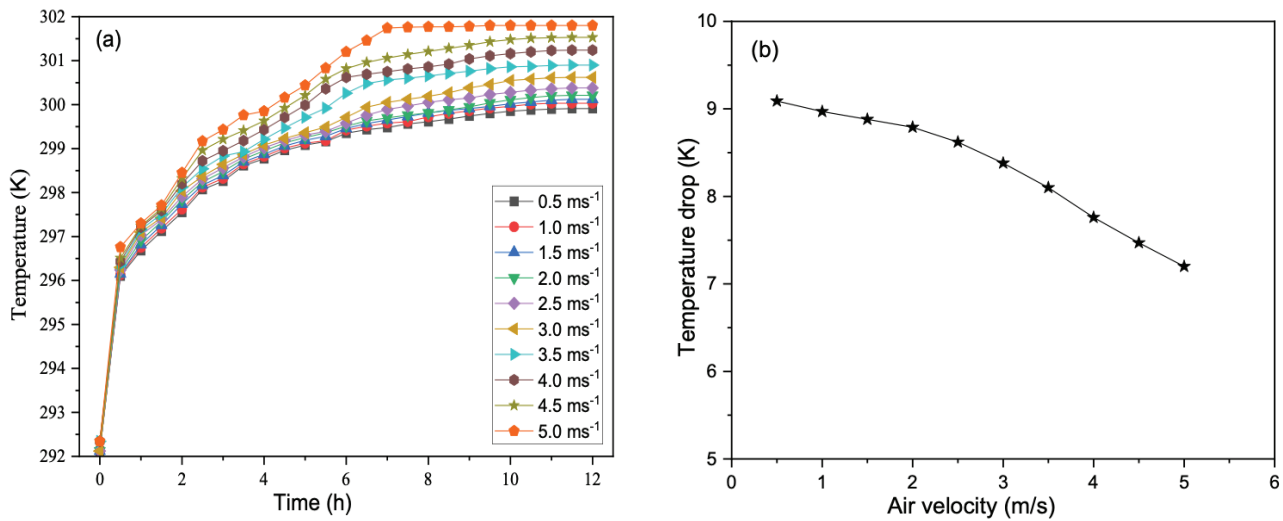 (a)
Temperature (K)
302
301
300
299
298
297
296
295
294
293
292
0
2
4
6
8
10
12
Time (h)
0.5 ms⁻¹
1.0 ms⁻¹
1.5 ms⁻¹
2.0 ms⁻¹
2.5 ms⁻¹
3.0 ms⁻¹
3.5 ms⁻¹
4.0 ms⁻¹
4.5 ms⁻¹
5.0 ms⁻¹
(b)
Temperature drop (K)
10
9
8
7
6
5
0
1
2
3
4
5
6
Air velocity (m/s)